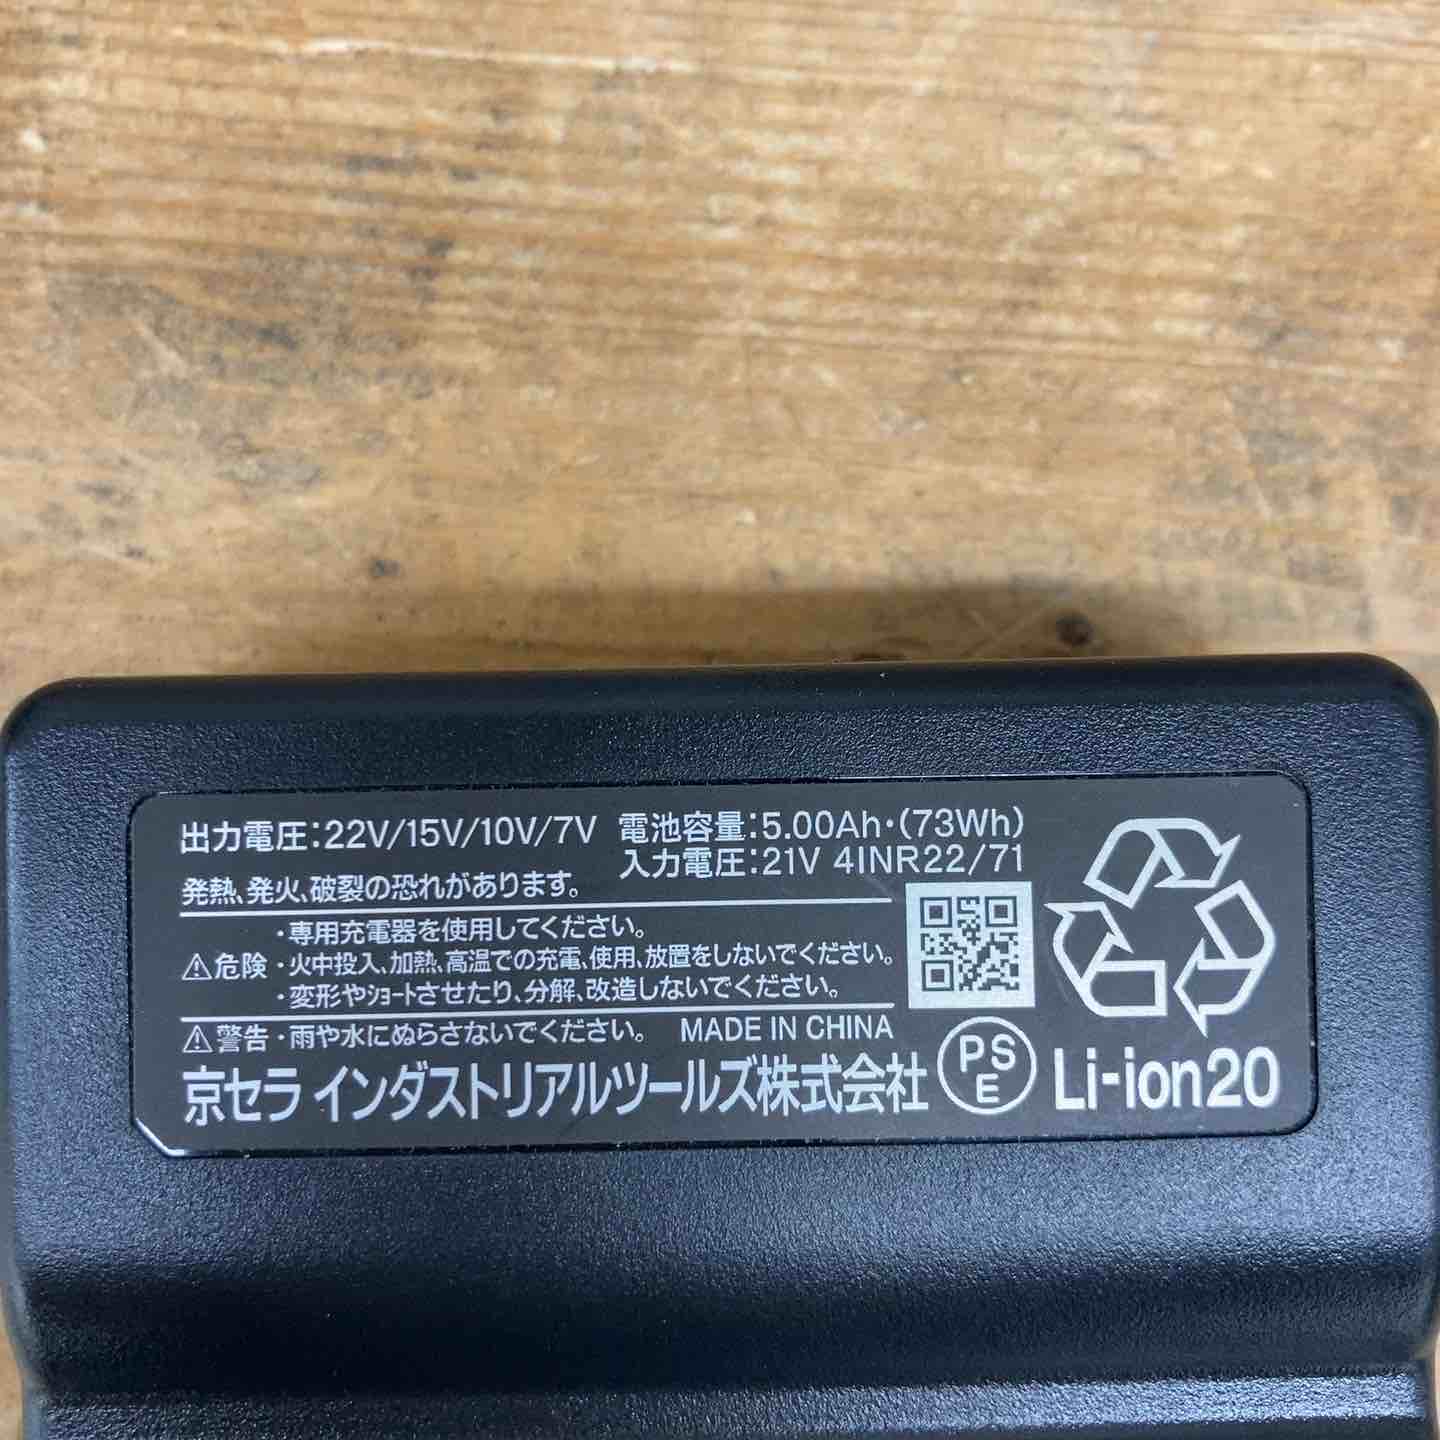 出力電圧:22V/15V/10V/7V 電池容量:5.00Ah・(73Wh)
入力電圧:21V 4INR22/71
発熱、発火、破裂の恐れがあります。
・専用充電器を使用してください。
⚠危険 ・火中投入、加熱、高温での充電、使用、放置をしないでください。
・変形やｼｮｰﾄさせたり、分解、改造しないでください。
⚠警告・雨や水にぬらさないでください。 MADE IN CHINA
京セラ インダストリアルツールズ株式会社
PS
E
Li-ion20